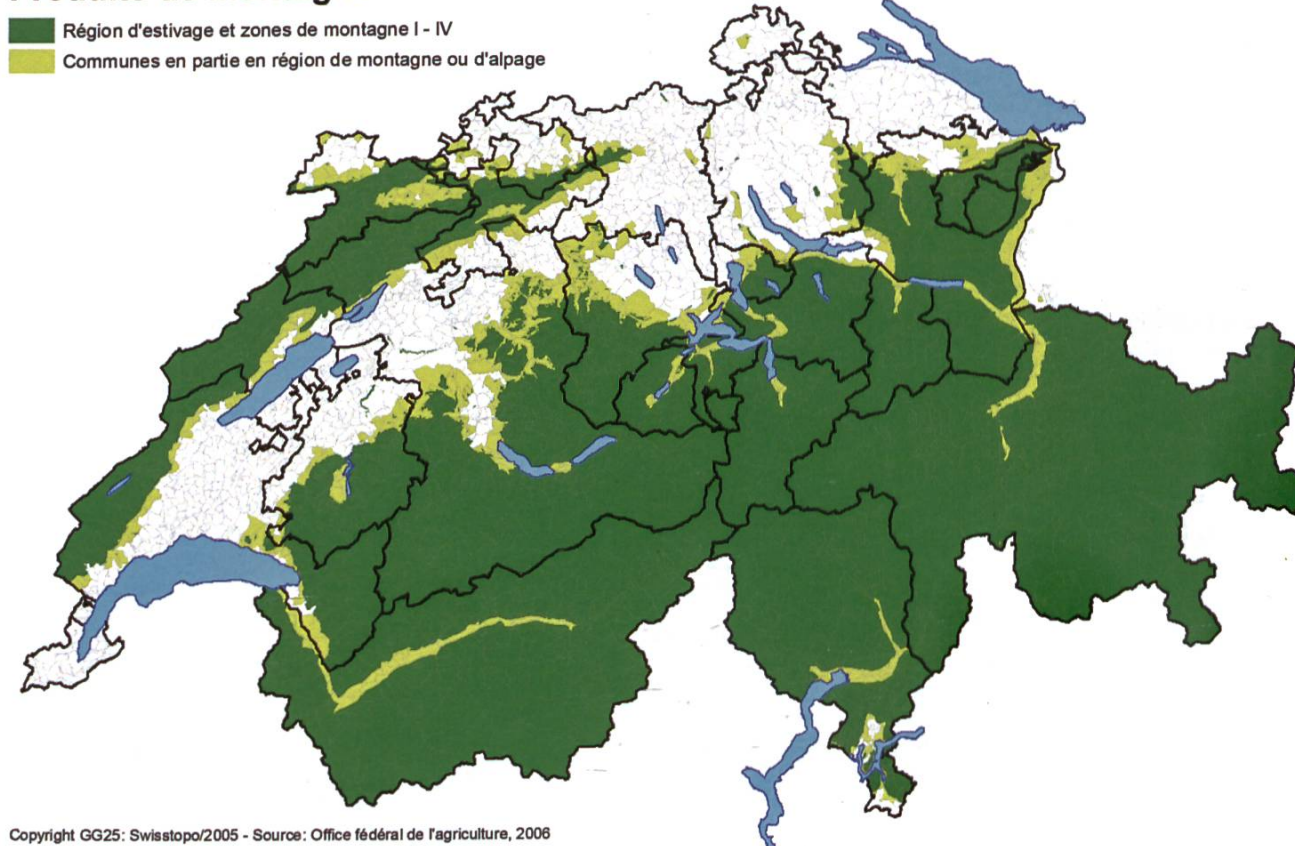 Région d'estivage et zones de montagne I - IV
Communes en partie en région de montagne ou d'alpage
Copyright GG25: Swisstopo/2005 - Source: Office fédéral de l'agriculture, 2006